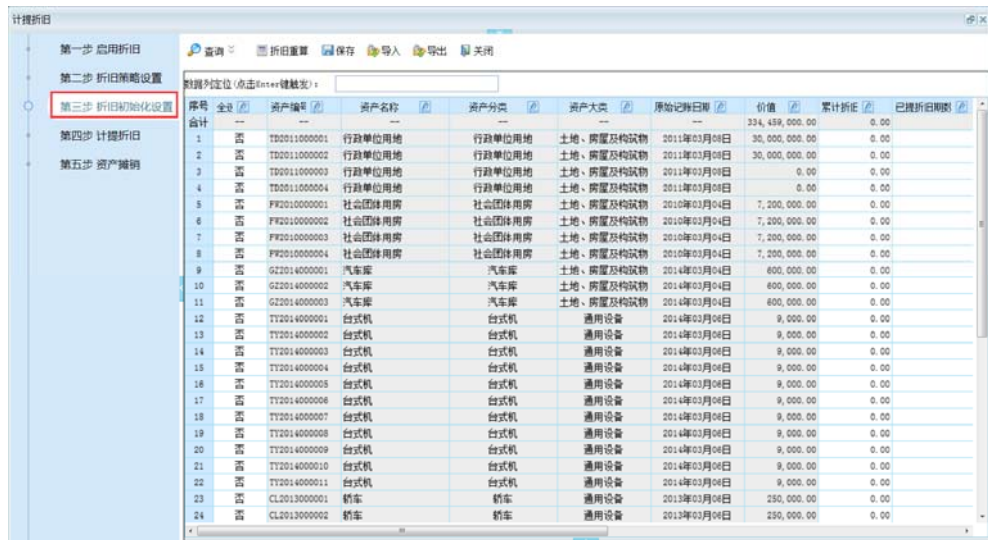 计提折旧
第一步 启用折旧
第二步 折旧策略设置
第三步 折旧初始化设置
第四步 计提折旧
第五步 资产摊销
查询 折旧重算 保存 导入 导出 关闭
数据列定位(点击Enter键触发):
序号 资产编号 资产名称 资产分类 资产大类 原始记账日期 价值 累计折旧 已提折旧期数
合计 -- -- -- -- -- -- 334,459,000.00 0.00
1 否 TD2011000001 行政单位用地 行政单位用地 土地、房屋及构筑物 2011年03月08日 30,000,000.00 0.00
2 否 TD2011000002 行政单位用地 行政单位用地 土地、房屋及构筑物 2011年03月08日 30,000,000.00 0.00
3 否 TD2011000003 行政单位用地 行政单位用地 土地、房屋及构筑物 2011年03月08日 0.00 0.00
4 否 TD2011000004 行政单位用地 行政单位用地 土地、房屋及构筑物 2011年03月08日 0.00 0.00
5 否 FW2010000001 社会团体用房 社会团体用房 土地、房屋及构筑物 2010年03月04日 7,200,000.00 0.00
6 否 FW2010000002 社会团体用房 社会团体用房 土地、房屋及构筑物 2010年03月04日 7,200,000.00 0.00
7 否 FW2010000003 社会团体用房 社会团体用房 土地、房屋及构筑物 2010年03月04日 7,200,000.00 0.00
8 否 FW2010000004 社会团体用房 社会团体用房 土地、房屋及构筑物 2010年03月04日 7,200,000.00 0.00
9 否 GZ2014000001 汽车库 汽车库 土地、房屋及构筑物 2014年03月04日 600,000.00 0.00
10 否 GZ2014000002 汽车库 汽车库 土地、房屋及构筑物 2014年03月04日 600,000.00 0.00
11 否 GZ2014000003 汽车库 汽车库 土地、房屋及构筑物 2014年03月04日 600,000.00 0.00
12 否 TY2014000001 台式机 台式机 通用设备 2014年03月06日 9,000.00 0.00
13 否 TY2014000002 台式机 台式机 通用设备 2014年03月06日 9,000.00 0.00
14 否 TY2014000003 台式机 台式机 通用设备 2014年03月06日 9,000.00 0.00
15 否 TY2014000004 台式机 台式机 通用设备 2014年03月06日 9,000.00 0.00
16 否 TY2014000005 台式机 台式机 通用设备 2014年03月06日 9,000.00 0.00
17 否 TY2014000006 台式机 台式机 通用设备 2014年03月06日 9,000.00 0.00
18 否 TY2014000007 台式机 台式机 通用设备 2014年03月06日 9,000.00 0.00
19 否 TY2014000008 台式机 台式机 通用设备 2014年03月06日 9,000.00 0.00
20 否 TY2014000009 台式机 台式机 通用设备 2014年03月06日 9,000.00 0.00
21 否 TY2014000010 台式机 台式机 通用设备 2014年03月06日 9,000.00 0.00
22 否 TY2014000011 台式机 台式机 通用设备 2014年03月06日 9,000.00 0.00
23 否 CL2013000001 轿车 轿车 通用设备 2013年03月06日 250,000.00 0.00
24 否 CL2013000002 轿车 轿车 通用设备 2013年03月06日 250,000.00 0.00